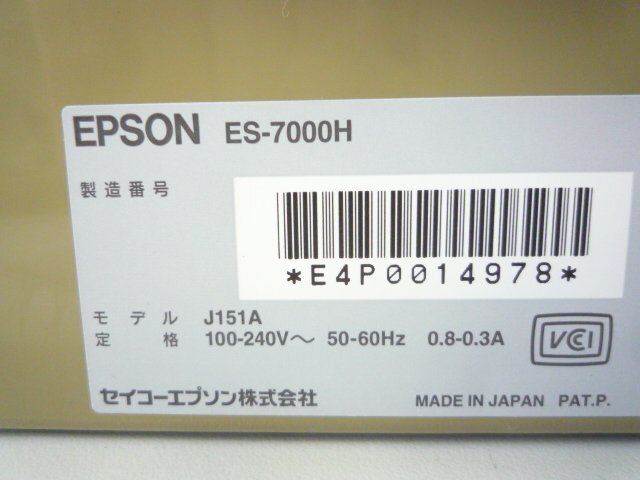 EPSON ES-7000H
製造番号
*E4P0014978*
モデル J151A
定格 100-240V～ 50-60Hz 0.8-0.3A
VCCI
セイコーエプソン株式会社 MADE IN JAPAN PAT.P.